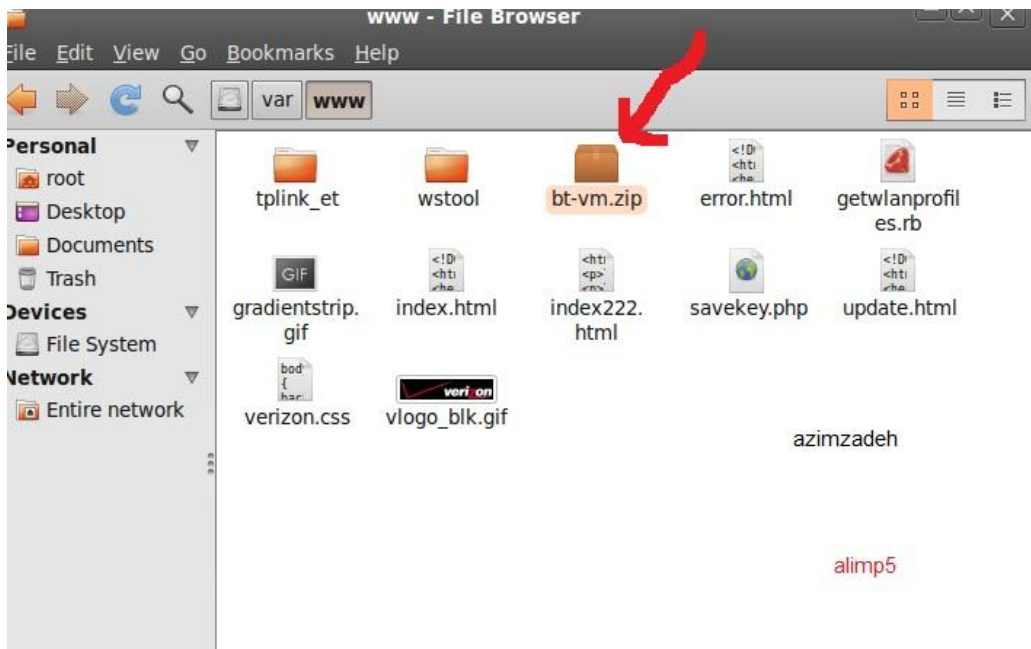 www - File Browser
File Edit View Go Bookmarks Help
var www
Personal
root
Desktop
Documents
Trash
Devices
File System
Network
Entire network
tplink_et wstool bt-vm.zip error.html getwlanprofil
es.rb
GIF
gradientstrip.
gif
index.html index222.
html
savekey.php update.html
verizon.css
verizon
vlogo_blk.gif
azimzadeh
alimp5